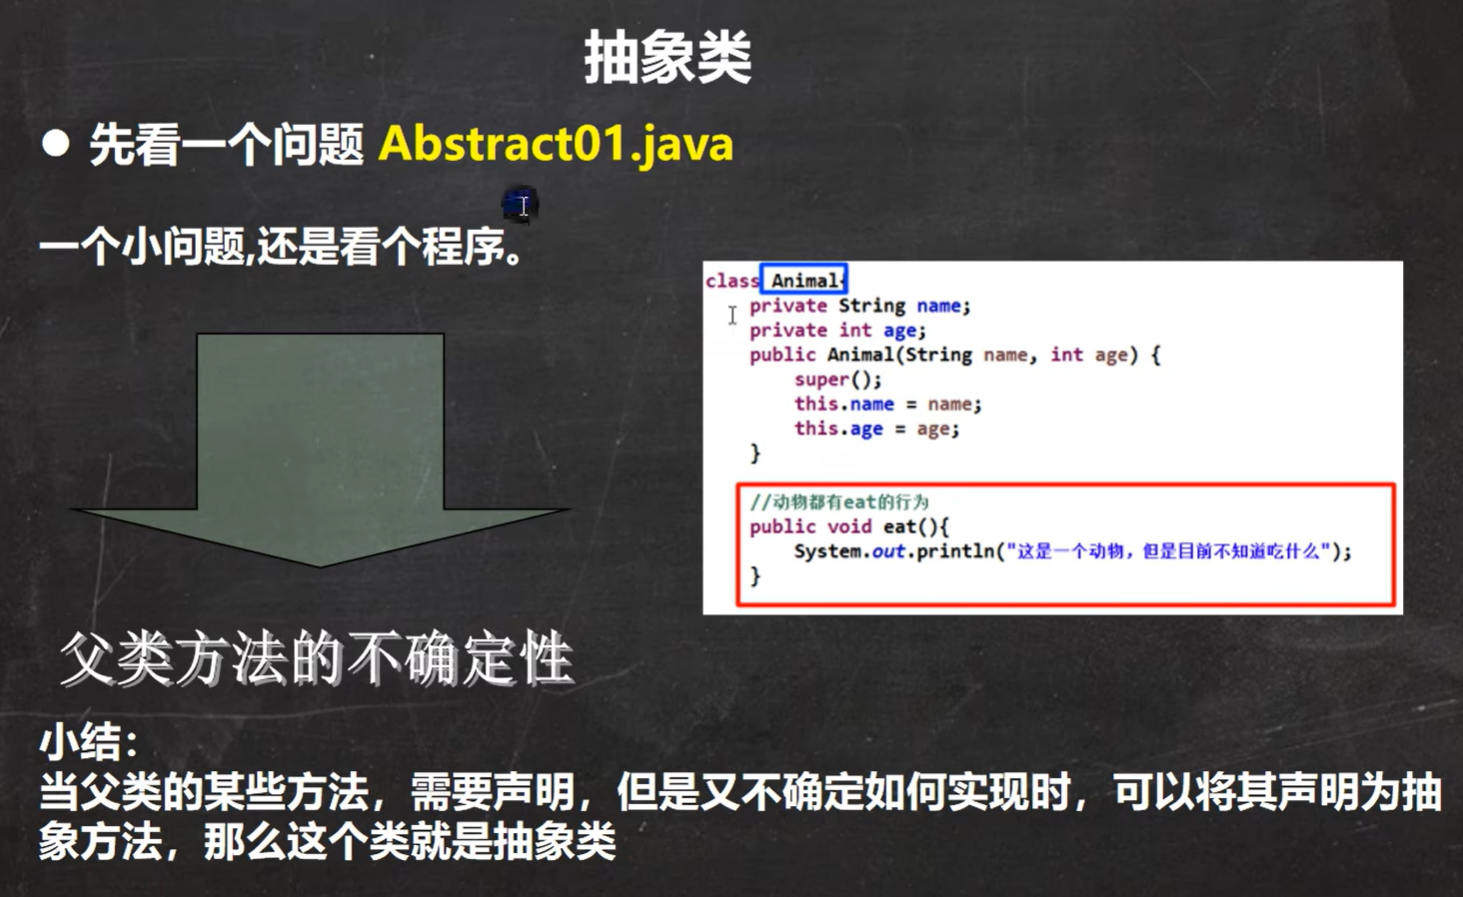 抽象类
● 先看一个问题 Abstract01.java
一个小问题,还是看个程序。
class Animal{
private String name;
private int age;
public Animal(String name, int age) {
super();
this.name = name;
this.age = age;
}
//动物都有eat的行为
public void eat(){
System.out.println("这是一个动物，但是目前不知道吃什么");
}
父类方法的不确定性
小结：
当父类的某些方法，需要声明，但是又不确定如何实现时，可以将其声明为抽
象方法，那么这个类就是抽象类